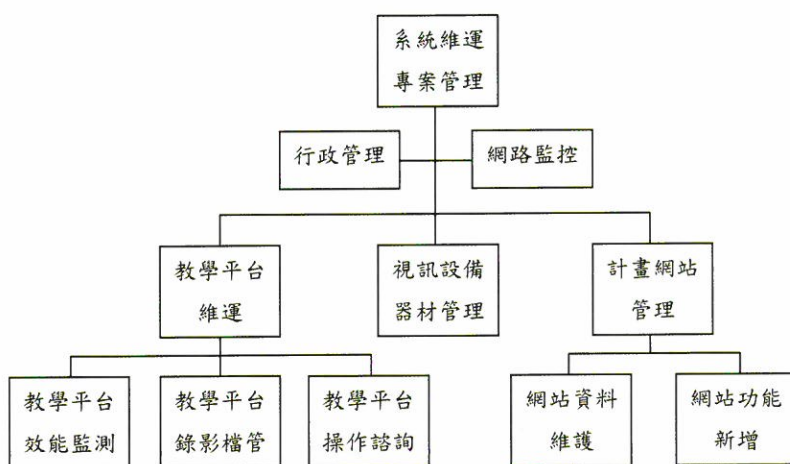 系統維運
專案管理
行政管理
網路監控
教學平台
維運
視訊設備
器材管理
計畫網站
管理
教學平台
效能監測
教學平台
錄影檔管
教學平台
操作諮詢
網站資料
維護
網站功能
新增